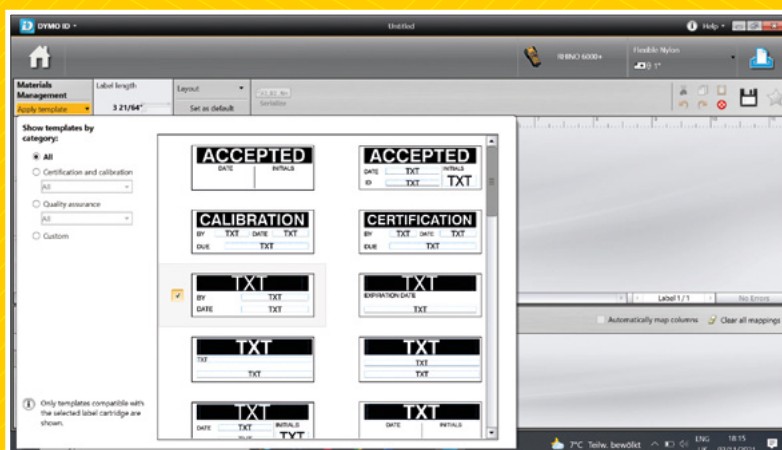 DYMO ID
Untitled
Help
RHINO 6000+
Flexible Nylon
1"
Materials
Management
Label length
Layout
Apply template
3 21/64"
Set as default
Serialize
Show templates by
category:
All
Certification and calibration
All
Quality assurance
All
Custom
Only templates compatible with
the selected label cartridge are
shown.
ACCEPTED
DATE INITIALS
ACCEPTED
DATE TXT INITIALS
ID TXT TXT
CALIBRATION
BY TXT DATE TXT
DUE TXT
CERTIFICATION
BY TXT DATE TXT
DUE TXT
TXT
BY TXT
DATE TXT
TXT
EXPIRATION DATE
TXT
TXT
TXT
TXT
TXT
TXT
TXT
TXT
DATE TXT INITIALS
TXT
TXT
DATE INITIALS
Label 1/1
No Errors
Automatically map columns
Clear all mappings
7°C Teilw. bewölkt
ENG
18:15